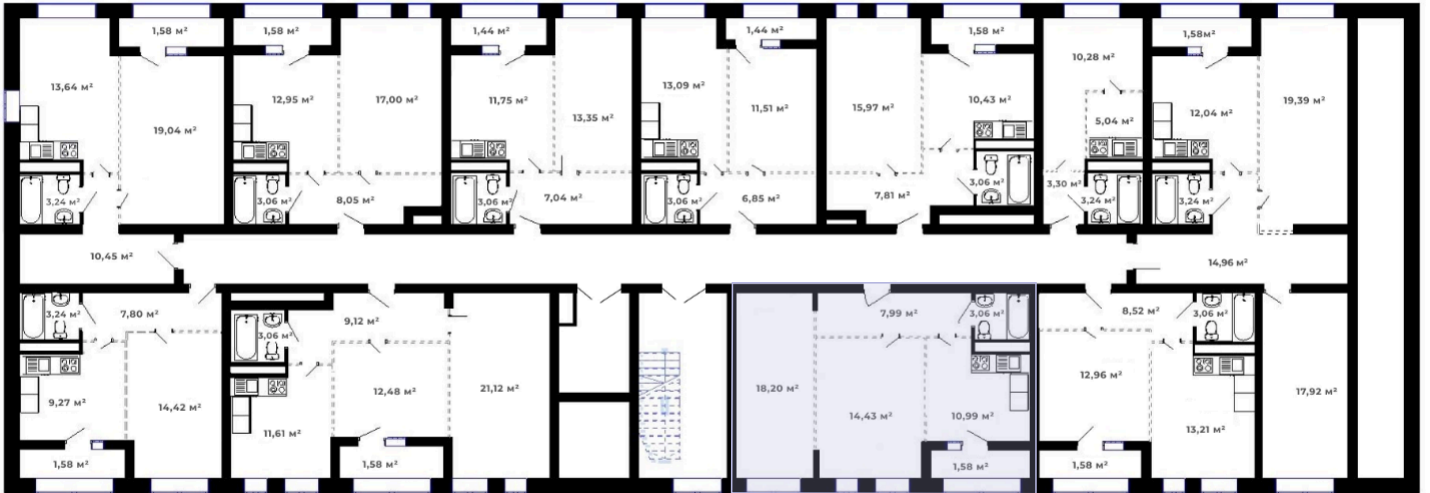 1,58 м²
1,58 м²
1,44 м²
1,44 м²
1,58 м²
1,58м²
13,64 м²
19,04 м²
12,95 м²
17,00 м²
11,75 м²
13,35 м²
13,09 м²
11,51 м²
15,97 м²
10,43 м²
10,28 м²
5,04 м²
12,04 м²
19,39 м²
3,24 м²
3,06 м²
8,05 м²
3,06 м²
7,04 м²
3,06 м²
6,85 м²
7,81 м²
3,06 м²
3,30 м²
3,24 м²
3,24 м²
10,45 м²
14,96 м²
3,24 м²
7,80 м²
3,06 м²
9,12 м²
7,99 м²
3,06 м²
8,52 м²
3,06 м²
9,27 м²
14,42 м²
11,61 м²
12,48 м²
21,12 м²
18,20 м²
14,43 м²
10,99 м²
12,96 м²
13,21 м²
17,92 м²
1,58 м²
1,58 м²
1,58 м²
1,58 м²